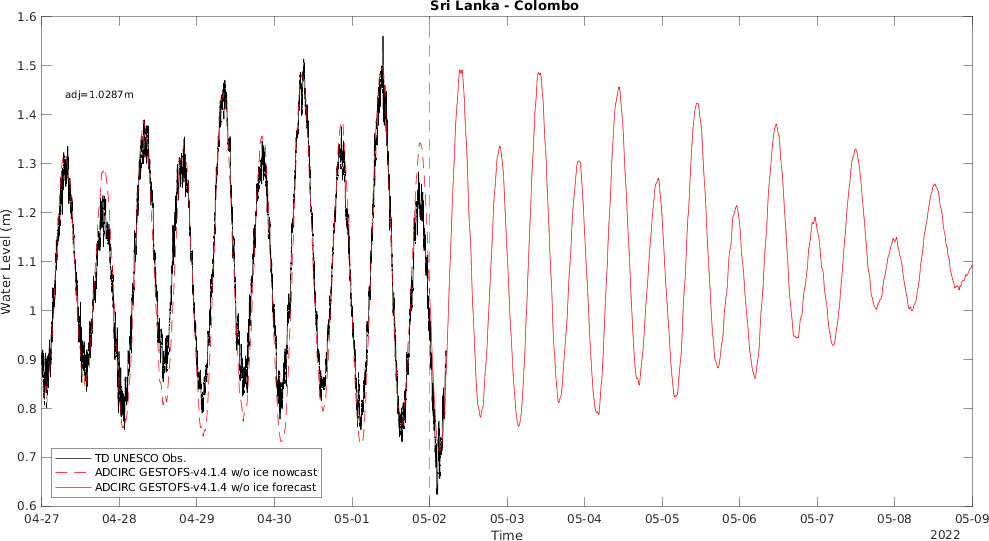 Sri Lanka - Colombo
1.6
1.5
1.4
1.3
1.2
1.1
1
0.9
0.8
0.7
0.6
Water Level (m)
adj=1.0287m
TD UNESCO Obs.
ADCIRC GESTOFS-v4.1.4 w/o ice nowcast
ADCIRC GESTOFS-v4.1.4 w/o ice forecast
04-27 04-28 04-29 04-30 05-01 05-02 05-03 05-04 05-05 05-06 05-07 05-08 05-09
Time
2022